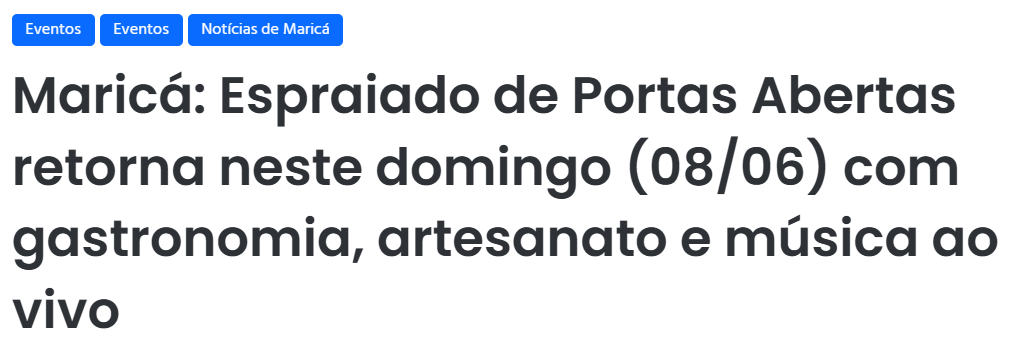 Eventos Eventos Notícias de Maricá
Maricá: Espraiado de Portas Abertas
retorna neste domingo (08/06) com
gastronomia, artesanato e música ao
vivo